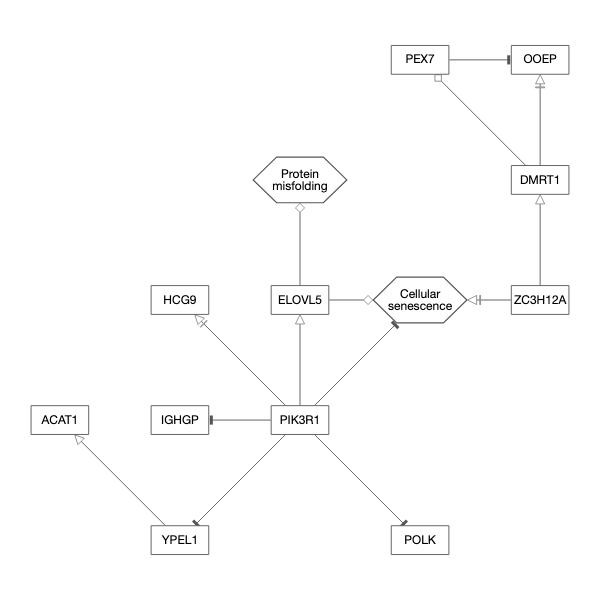 PEX7
OOEP
Protein
misfolding
DMRT1
HCG9
ELOVL5
Cellular
senescence
ZC3H12A
ACAT1
IGHGP
PIK3R1
YPEL1
POLK